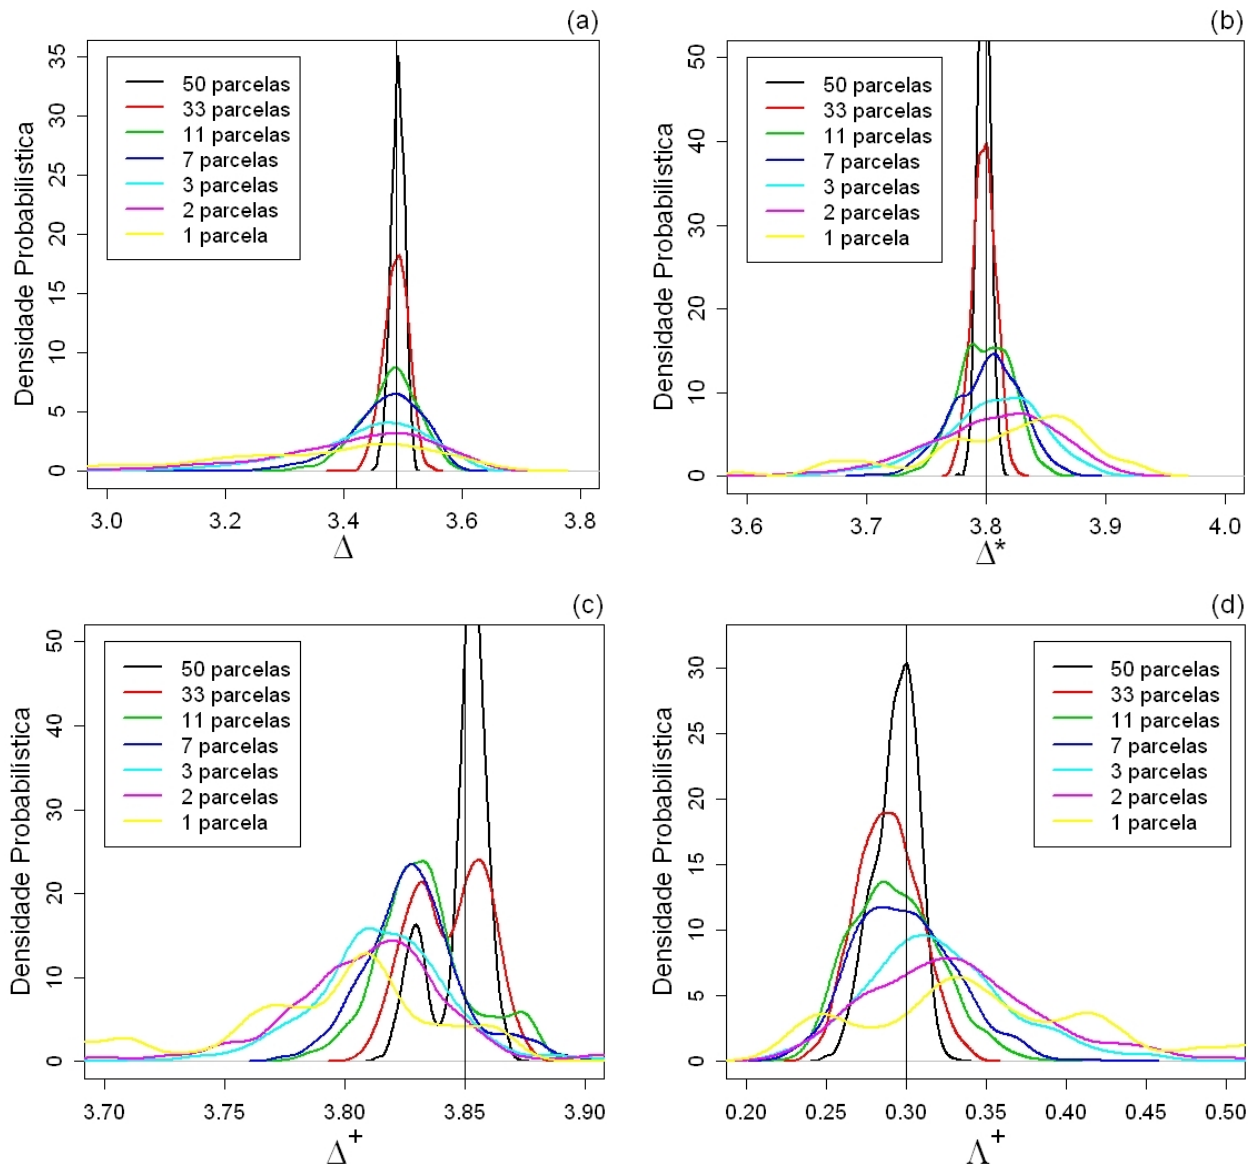 (a)
Densidade Probabilística
35
30
25
20
15
10
5
0
50 parcelas
33 parcelas
11 parcelas
7 parcelas
3 parcelas
2 parcelas
1 parcela
3.0 3.2 3.4 3.6 3.8
Δ
(b)
Densidade Probabilística
50
40
30
20
10
0
50 parcelas
33 parcelas
11 parcelas
7 parcelas
3 parcelas
2 parcelas
1 parcela
3.6 3.7 3.8 3.9 4.0
Δ*
(c)
Densidade Probabilística
50
40
30
20
10
0
50 parcelas
33 parcelas
11 parcelas
7 parcelas
3 parcelas
2 parcelas
1 parcela
3.70 3.75 3.80 3.85 3.90
Δ+
(d)
Densidade Probabilística
30
25
20
15
10
5
0
50 parcelas
33 parcelas
11 parcelas
7 parcelas
3 parcelas
2 parcelas
1 parcela
0.20 0.25 0.30 0.35 0.40 0.45 0.50
Λ+